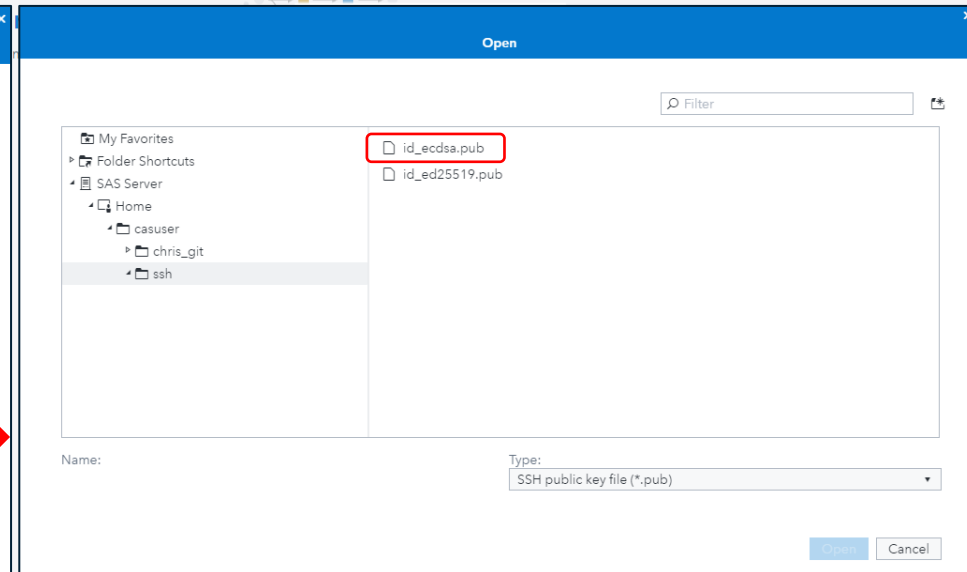 Open
Filter
My Favorites
Folder Shortcuts
SAS Server
Home
casuser
chris_git
ssh
id_ecdsa.pub
id_ed25519.pub
Name:
Type:
SSH public key file (*.pub)
Open
Cancel